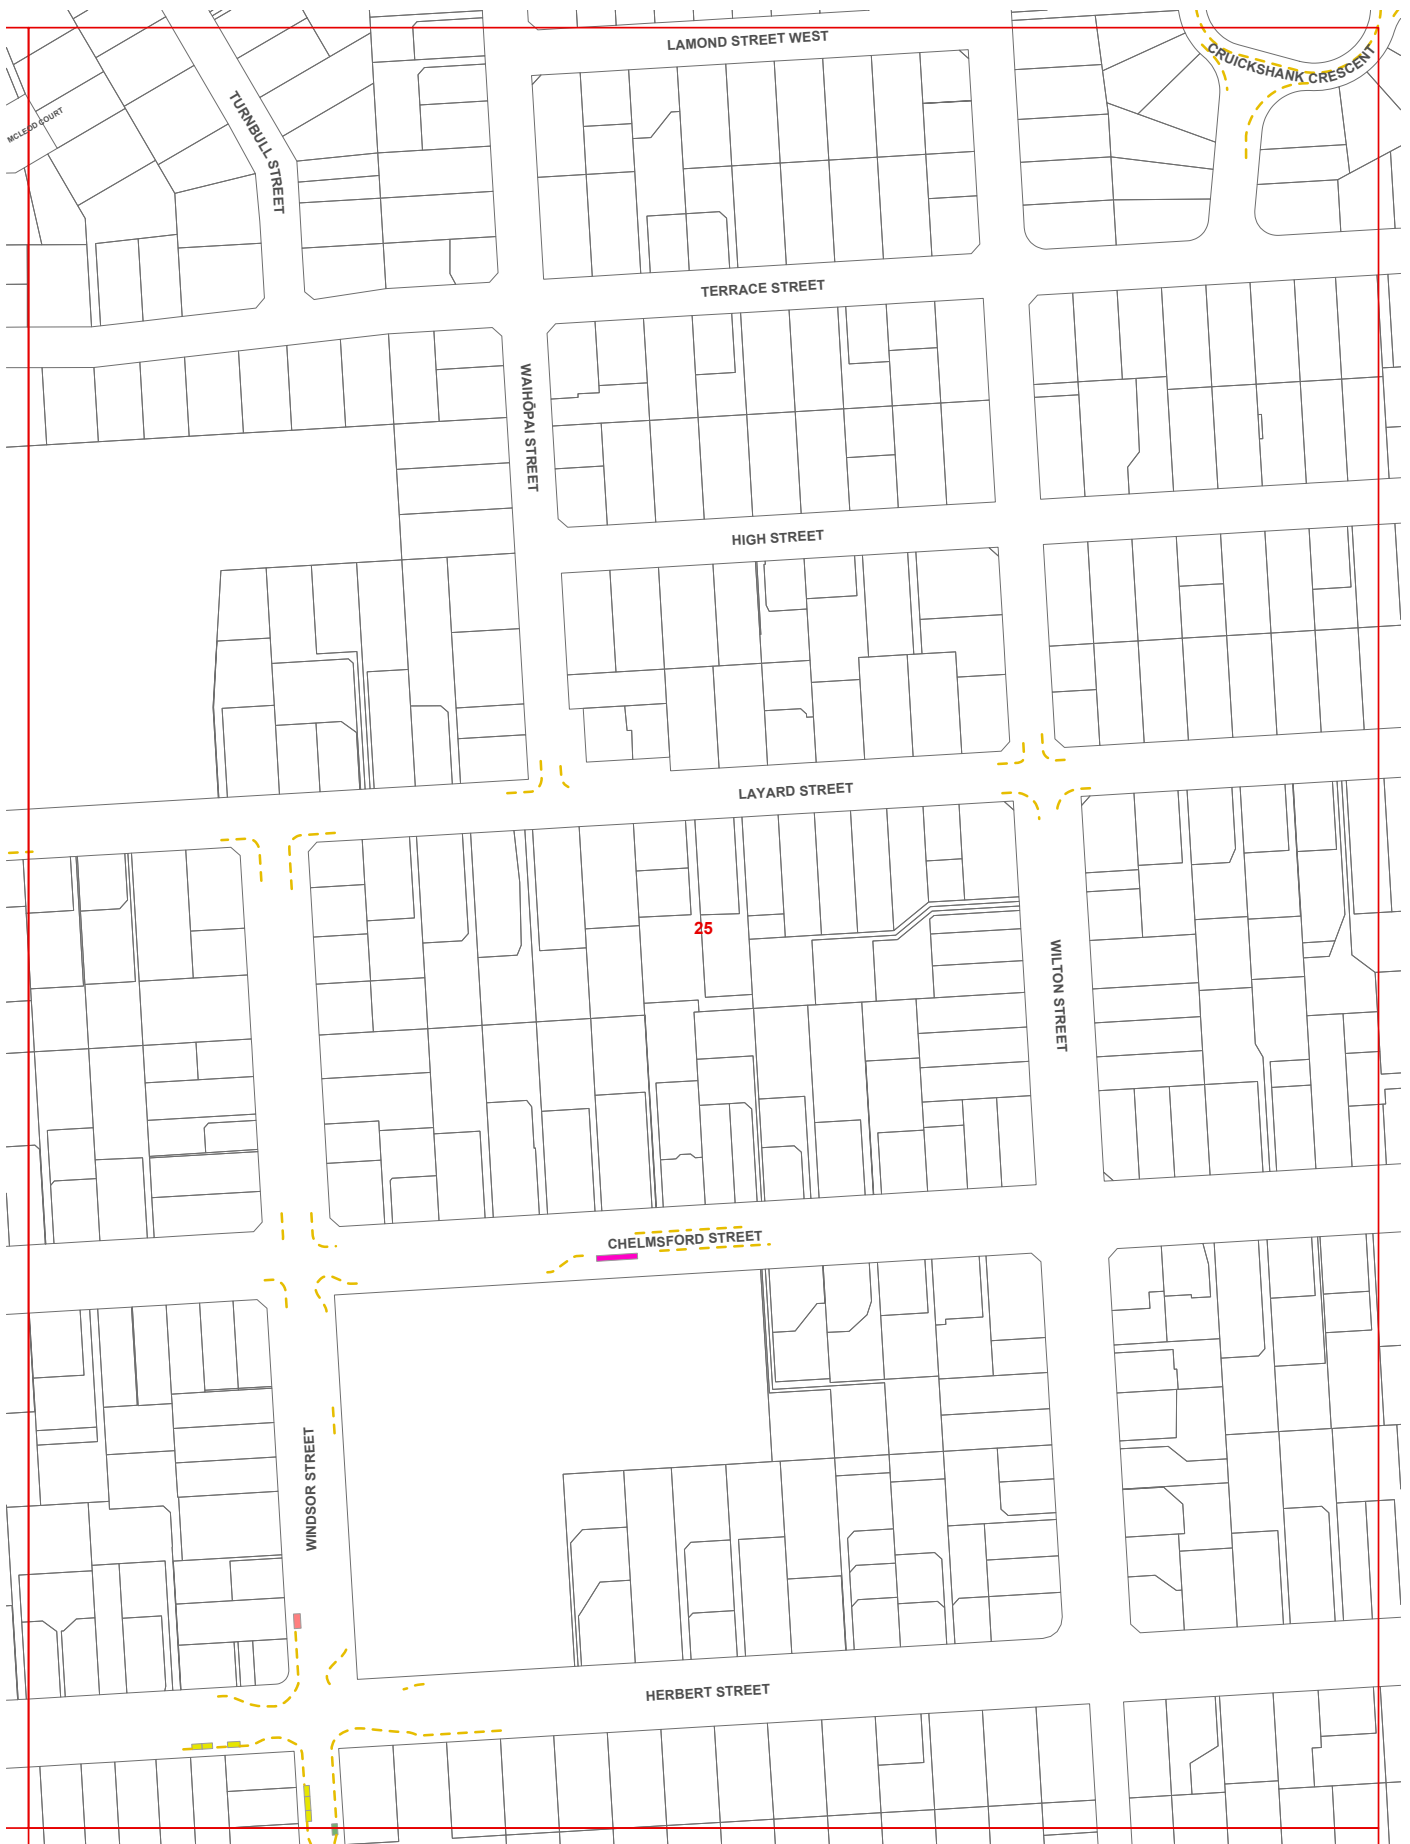 LAMOND STREET WEST
CRUICKSHANK CRESCENT
TURNBULL STREET
MCLEOD COURT
TERRACE STREET
WAIHŌPAI STREET
HIGH STREET
LAYARD STREET
25
WILTON STREET
CHELMSFORD STREET
WINDSOR STREET
HERBERT STREET